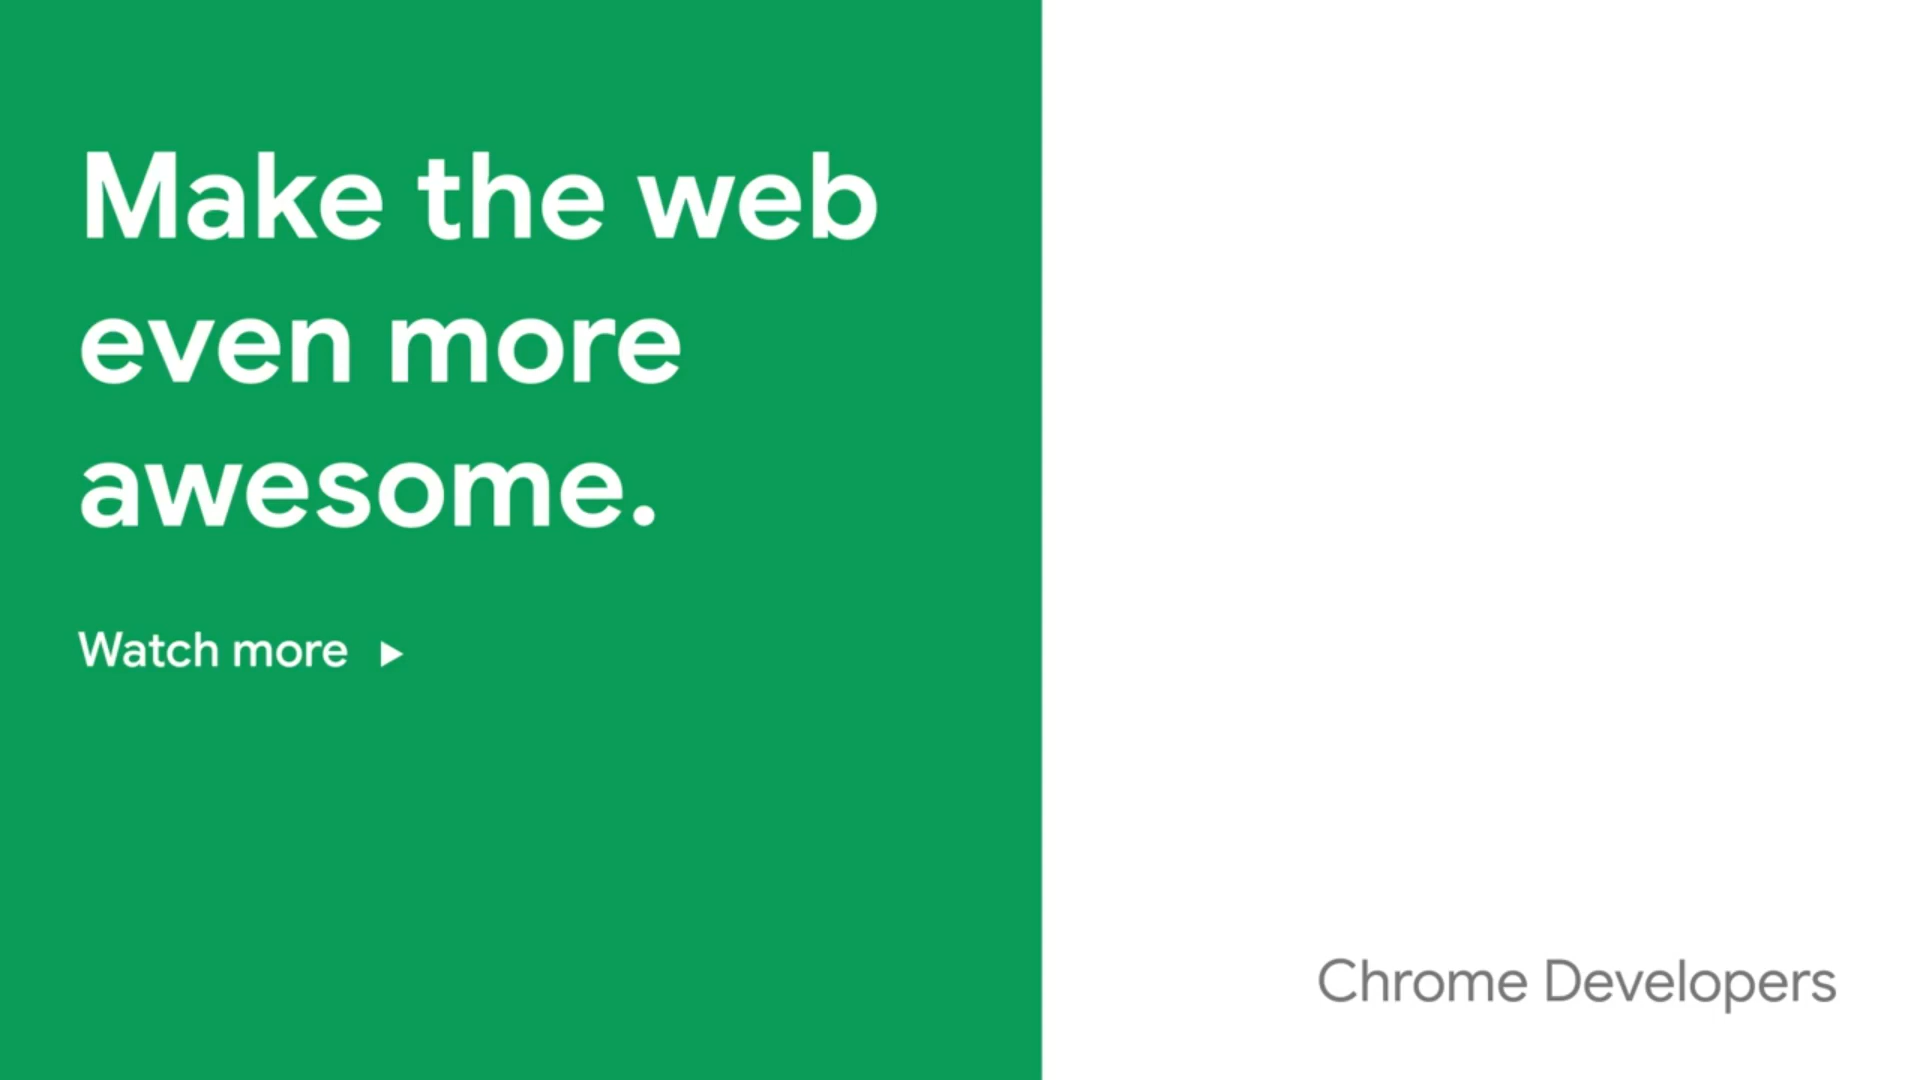 Make the web
even more
awesome.
Watch more
Chrome Developers